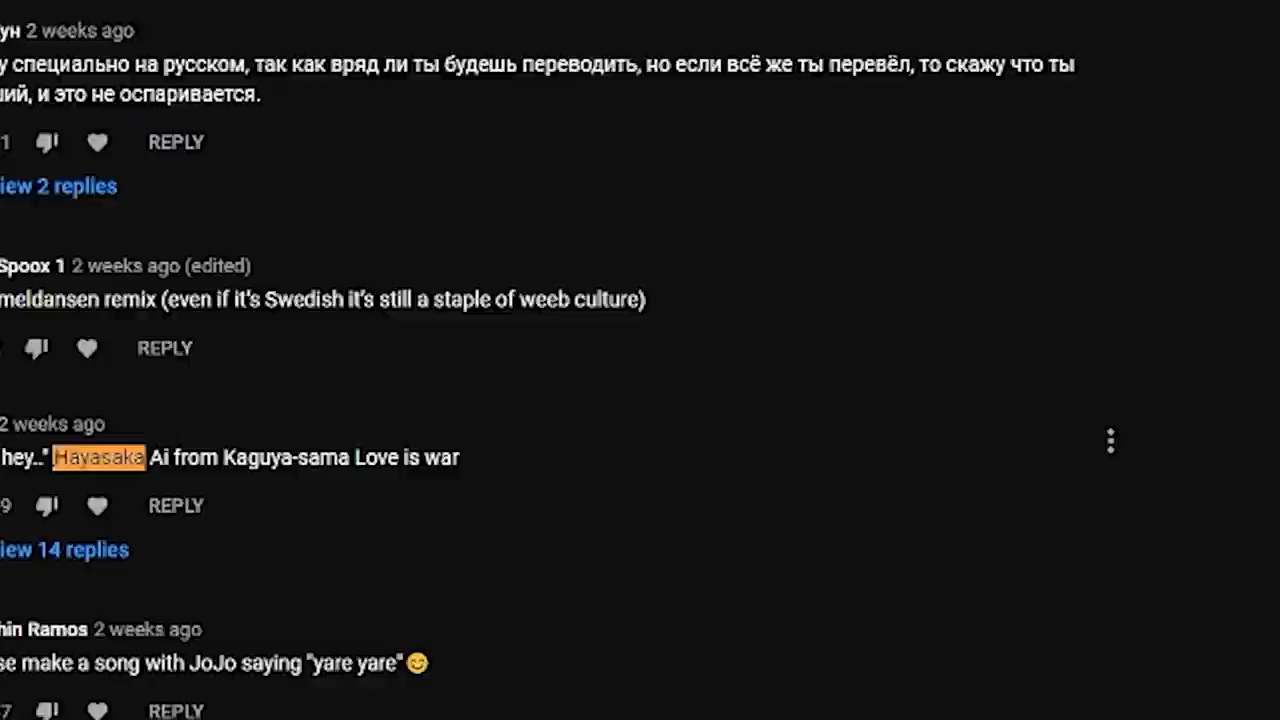 ун 2 weeks ago
у специально на русском, так как вряд ли ты будешь переводить, но если всё же ты перевёл, то скажу что ты
ший, и это не оспаривается.
1 REPLY
iew 2 replies
Spoox 1 2 weeks ago (edited)
meldansen remix (even if it's Swedish it's still a staple of weeb culture)
REPLY
2 weeks ago
hey.." Hayasaka Ai from Kaguya-sama Love is war
9 REPLY
iew 14 replies
hin Ramos 2 weeks ago
se make a song with JoJo saying "yare yare"😊
7 REPLY